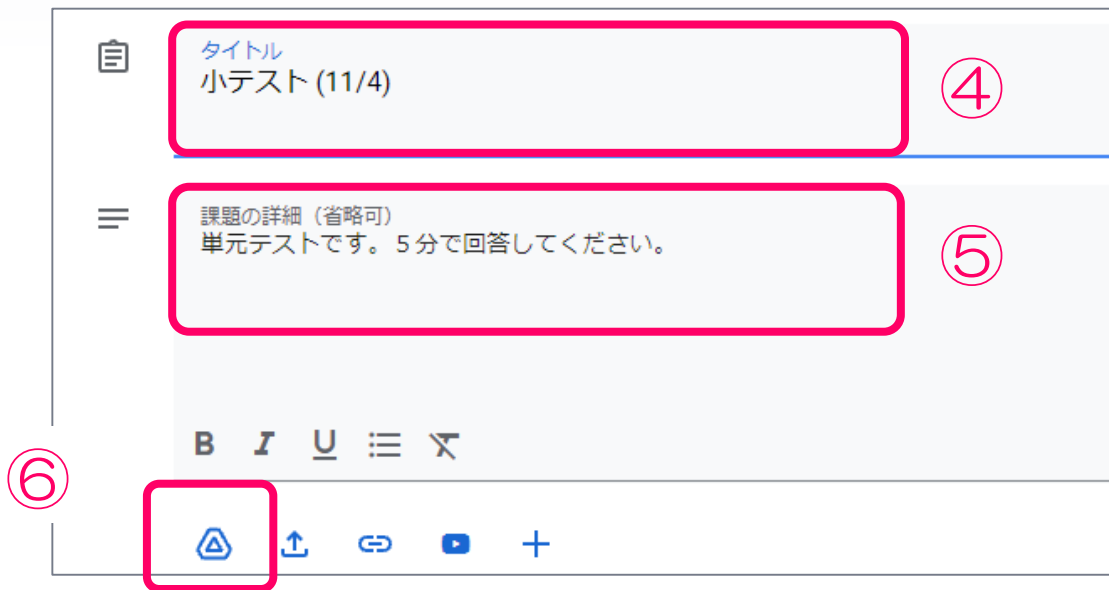 タイトル
小テスト (11/4)
④
課題の詳細（省略可）
単元テストです。５分で回答してください。
⑤
B I U
⑥